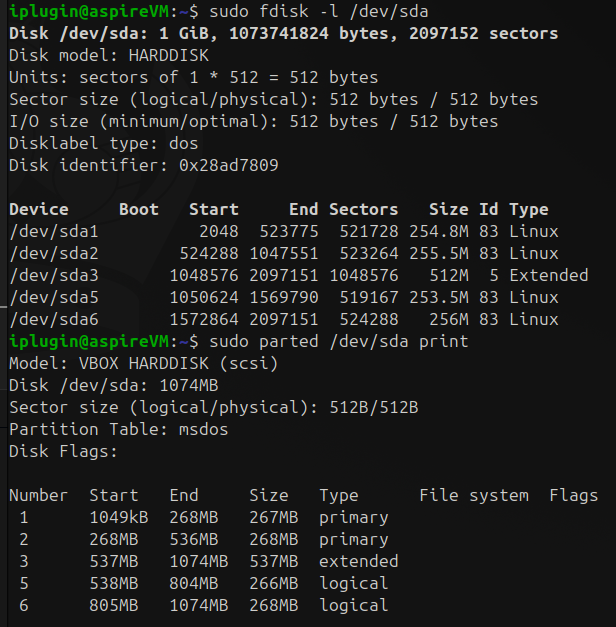 iplugin@aspireVM:~$ sudo fdisk -l /dev/sda
Disk /dev/sda: 1 GiB, 1073741824 bytes, 2097152 sectors
Disk model: HARDDISK
Units: sectors of 1 * 512 = 512 bytes
Sector size (logical/physical): 512 bytes / 512 bytes
I/O size (minimum/optimal): 512 bytes / 512 bytes
Disklabel type: dos
Disk identifier: 0x28ad7809

Device     Boot   Start     End Sectors   Size Id Type
/dev/sda1          2048  523775  521728 254.8M 83 Linux
/dev/sda2        524288 1047551  523264 255.5M 83 Linux
/dev/sda3       1048576 2097151 1048576   512M  5 Extended
/dev/sda5       1050624 1569790  519167 253.5M 83 Linux
/dev/sda6       1572864 2097151  524288   256M 83 Linux
iplugin@aspireVM:~$ sudo parted /dev/sda print
Model: VBOX HARDDISK (scsi)
Disk /dev/sda: 1074MB
Sector size (logical/physical): 512B/512B
Partition Table: msdos
Disk Flags:

Number  Start   End     Size   Type      File system  Flags
 1      1049kB  268MB   267MB  primary
 2      268MB   536MB   268MB  primary
 3      537MB   1074MB  537MB  extended
 5      538MB   804MB   266MB  logical
 6      805MB   1074MB  268MB  logical